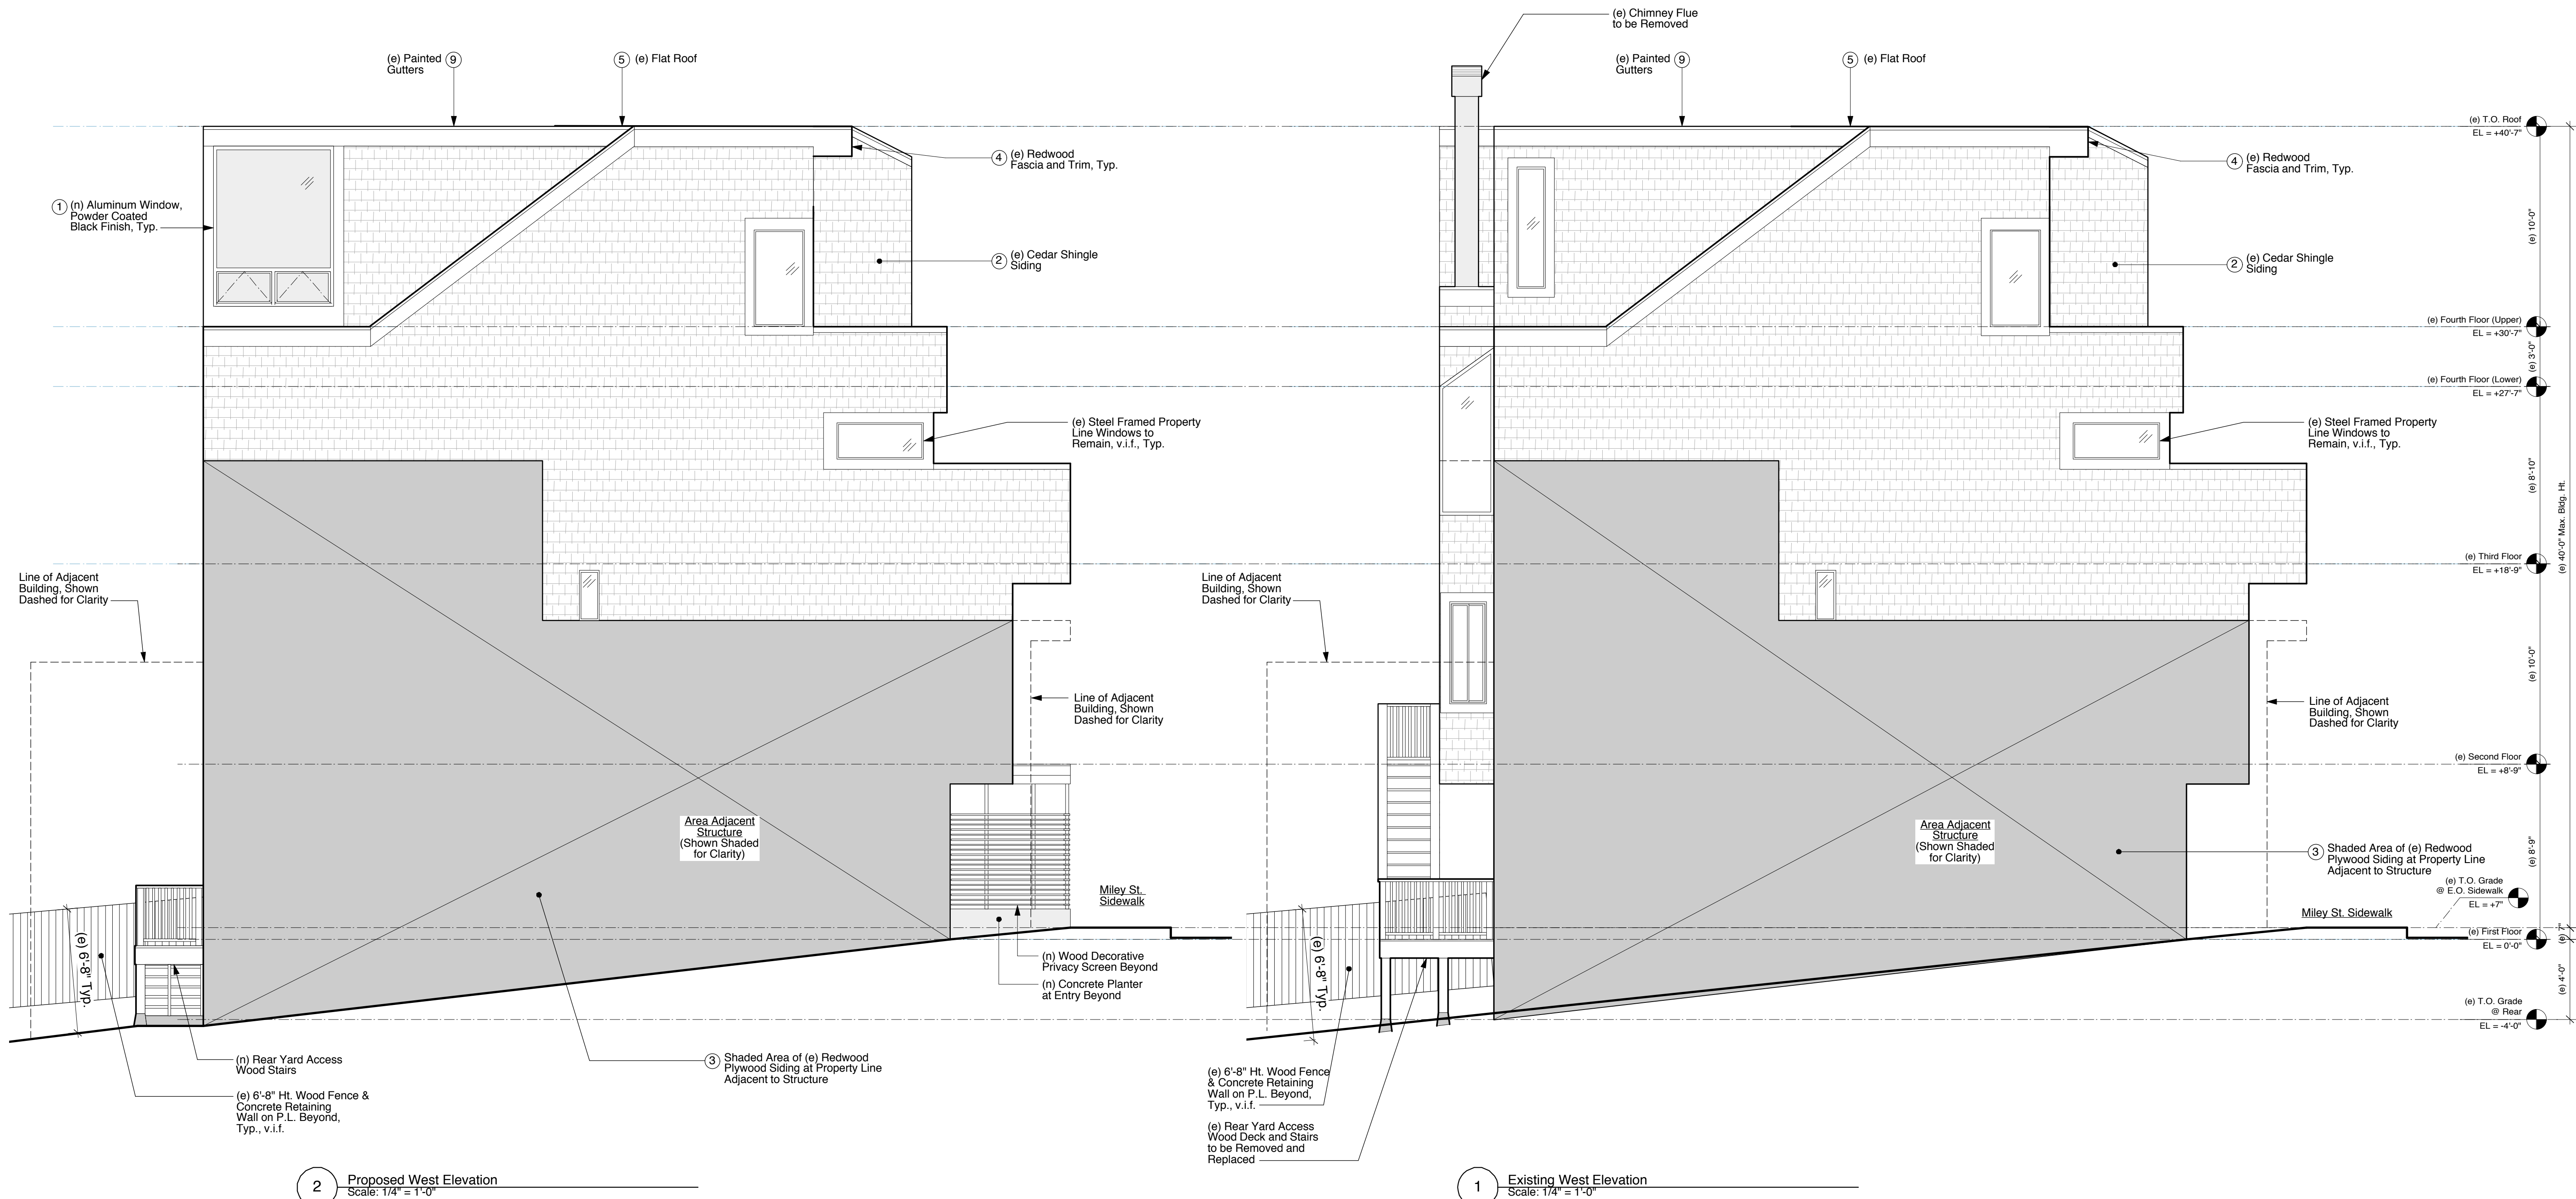 (e) Painted
Gutters
9
5
(e) Flat Roof
1
(n) Aluminum Window,
Powder Coated
Black Finish, Typ.
4
(e) Redwood
Fascia and Trim, Typ.
2
(e) Cedar Shingle
Siding
(e) Steel Framed Property
Line Windows to
Remain, v.i.f., Typ.
Line of Adjacent
Building, Shown
Dashed for Clarity
Line of Adjacent
Building, Shown
Dashed for Clarity
Area Adjacent
Structure
(Shown Shaded
for Clarity)
Miley St.
Sidewalk
(e) 6'-8" Typ.
(n) Wood Decorative
Privacy Screen Beyond
(n) Concrete Planter
at Entry Beyond
(n) Rear Yard Access
Wood Stairs
3
Shaded Area of (e) Redwood
Plywood Siding at Property Line
Adjacent to Structure
(e) 6'-8" Ht. Wood Fence &
Concrete Retaining
Wall on P.L. Beyond,
Typ., v.i.f.
2
Proposed West Elevation
Scale: 1/4" = 1'-0"
(e) Chimney Flue
to be Removed
(e) Painted
Gutters
9
5
(e) Flat Roof
4
(e) Redwood
Fascia and Trim, Typ.
2
(e) Cedar Shingle
Siding
(e) Steel Framed Property
Line Windows to
Remain, v.i.f., Typ.
Line of Adjacent
Building, Shown
Dashed for Clarity
Line of Adjacent
Building, Shown
Dashed for Clarity
Area Adjacent
Structure
(Shown Shaded
for Clarity)
3
Shaded Area of (e) Redwood
Plywood Siding at Property Line
Adjacent to Structure
Miley St. Sidewalk
(e) 6'-8" Typ.
(e) 6'-8" Ht. Wood Fence
& Concrete Retaining
Wall on P.L. Beyond,
Typ., v.i.f.
(e) Rear Yard Access
Wood Deck and Stairs
to be Removed and
Replaced
1
Existing West Elevation
Scale: 1/4" = 1'-0"
(e) T.O. Roof
EL = +40'-7"
(e) 10'-0"
(e) Fourth Floor (Upper)
EL = +30'-7"
(e) 3'-0"
(e) Fourth Floor (Lower)
EL = +27'-7"
(e) 8'-10"
(e) 40'-0" Max. Bldg. Ht.
(e) Third Floor
EL = +18'-9"
(e) 10'-0"
(e) Second Floor
EL = +8'-9"
(e) 8'-9"
(e) T.O. Grade
@ E.O. Sidewalk
EL = +7"
(e) First Floor
EL = 0'-0"
(e) 7"
(e) 4'-0"
(e) T.O. Grade
@ Rear
EL = -4'-0"